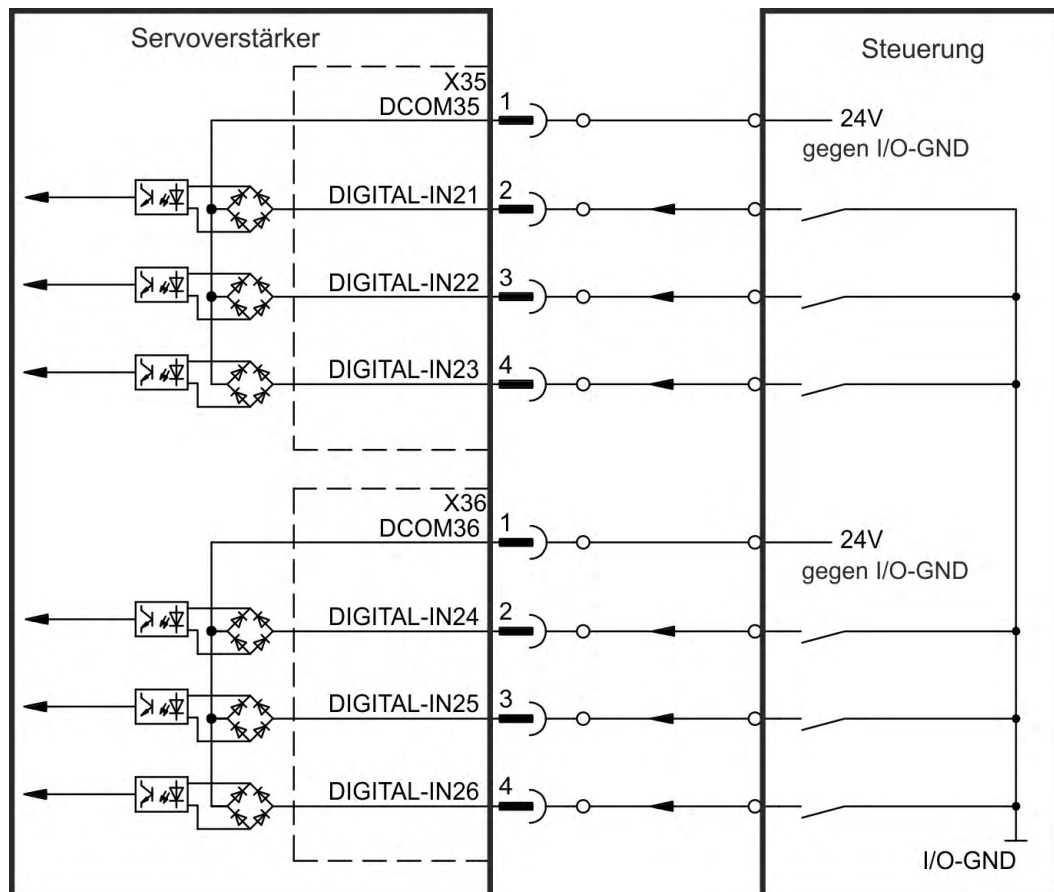 Servoverstärker
Steuerung
X35
DCOM35
1
24V
gegen I/O-GND
DIGITAL-IN21
2
DIGITAL-IN22
3
DIGITAL-IN23
4
X36
DCOM36
1
24V
gegen I/O-GND
DIGITAL-IN24
2
DIGITAL-IN25
3
DIGITAL-IN26
4
I/O-GND